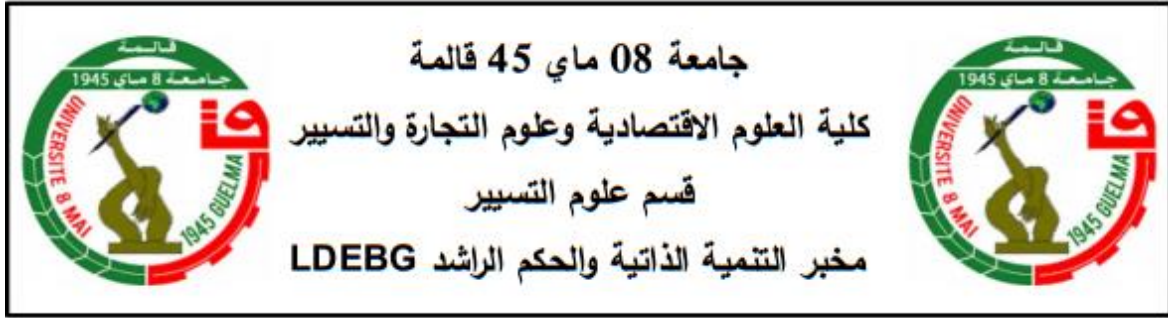 جامعة 08 ماي 45 قالمة
كلية العلوم الاقتصادية وعلوم التجارة والتسيير
قسم علوم التسيير
مخبر التنمية الذاتية والحكم الراشد LDEBG
قالمة
جامعة 8 ماي 1945
UNIVERSITE 8 MAI 1945 GUELMA
قالمة
جامعة 8 ماي 1945
UNIVERSITE 8 MAI 1945 GUELMA